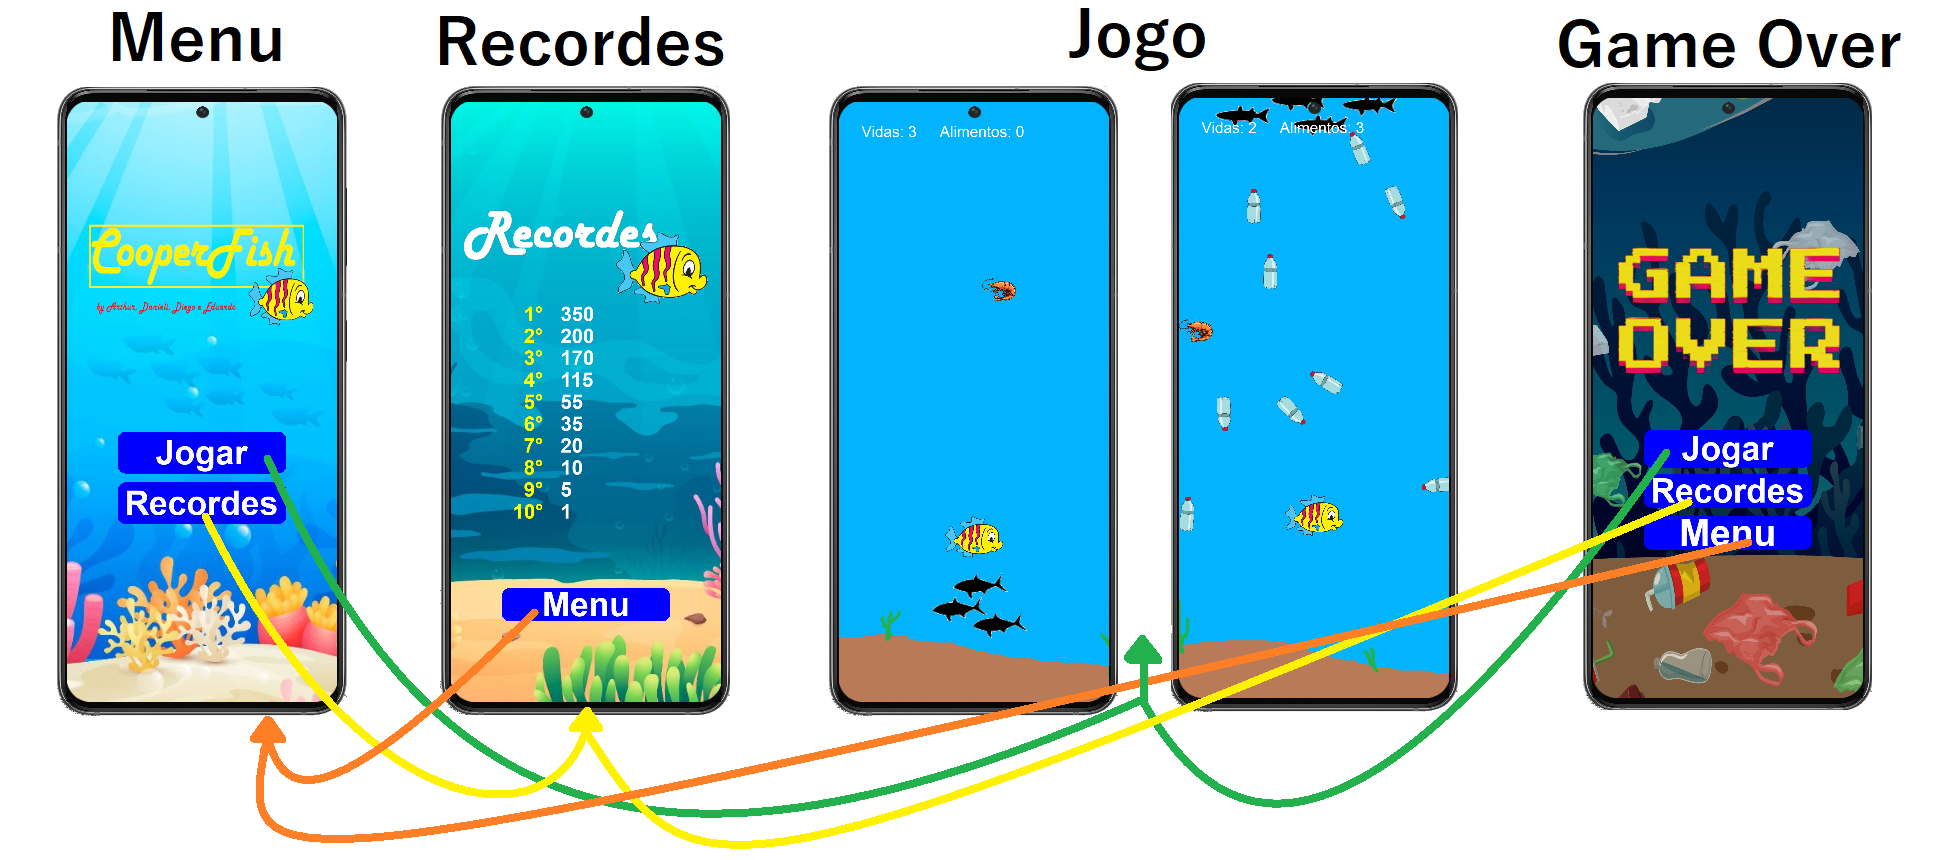 Menu
Recordes
Jogo
Game Over
CooperFish
by Arthur, Danieli, Diego e Eduardo
Jogar
Recordes
Recordes
1° 350
2° 200
3° 170
4° 115
5° 55
6° 35
7° 20
8° 10
9° 5
10° 1
Menu
Vidas: 3 Alimentos: 0
Vidas: 2 Alimentos: 3
GAME
OVER
Jogar
Recordes
Menu